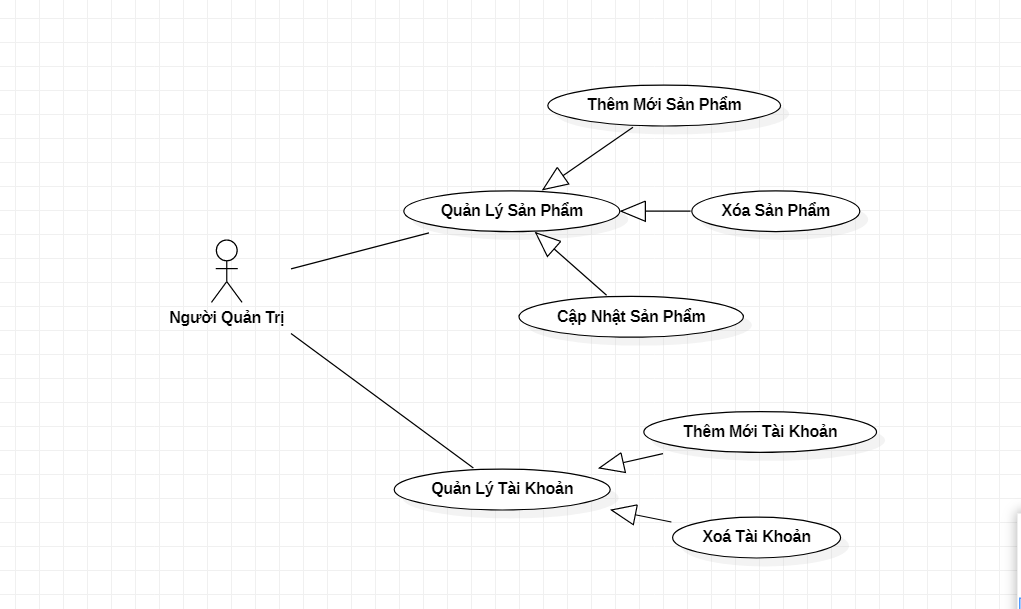 Thêm Mới Sản Phẩm
Quản Lý Sản Phẩm
Xóa Sản Phẩm
Người Quản Trị
Cập Nhật Sản Phẩm
Thêm Mới Tài Khoản
Quản Lý Tài Khoản
Xoá Tài Khoản